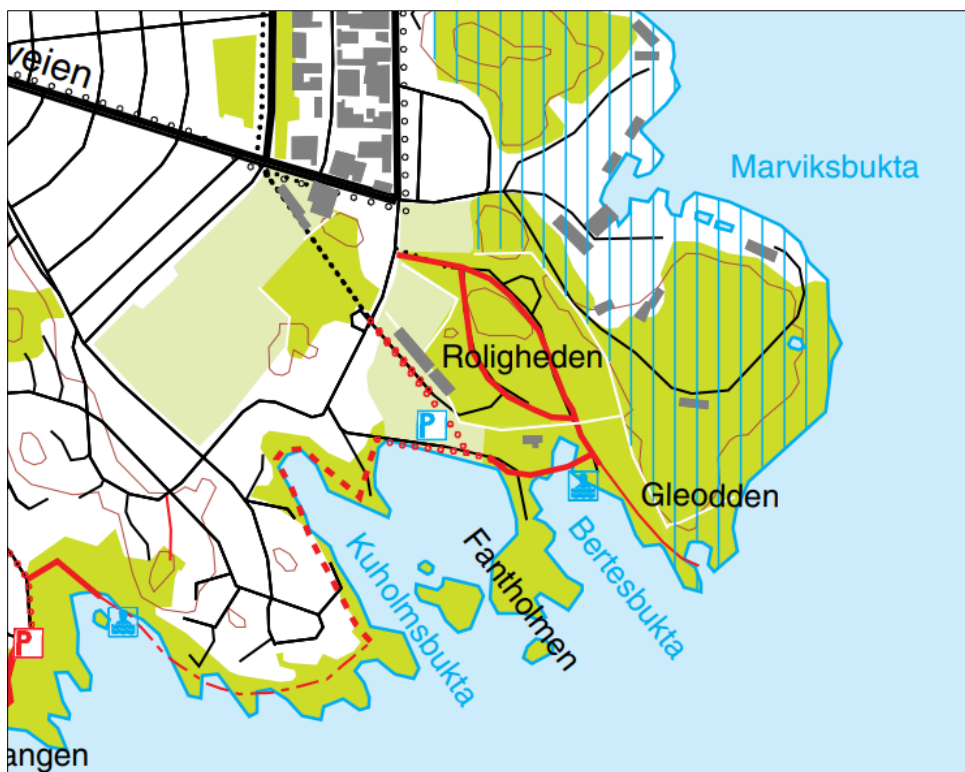 veien
Marviksbukta
Roligheden
P
Gleodden
Kuholmsbukta
Fantholmen
Bertesbukta
P
angen